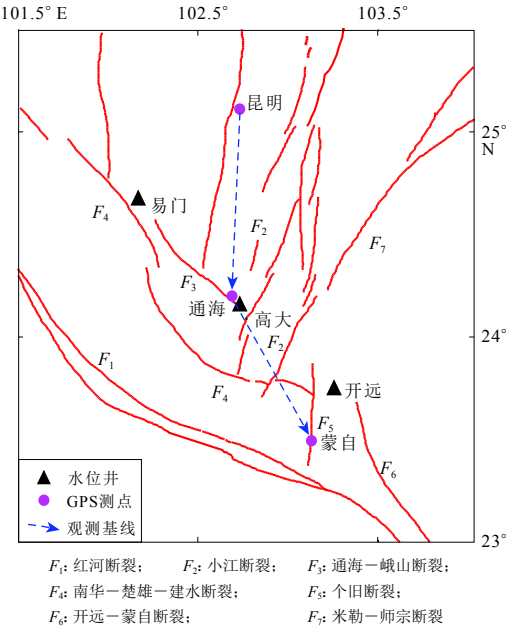 101.5° E 102.5° 103.5°
昆明
25°
N
易门
F4
F2
F7
F3
通海
高大
24°
F2
F1
F4
开远
F5
蒙自
F6
水位井
GPS测点
观测基线
23°
F1: 红河断裂; F2: 小江断裂; F3: 通海－峨山断裂;
F4: 南华－楚雄－建水断裂; F5: 个旧断裂;
F6: 开远－蒙自断裂; F7: 米勒－师宗断裂